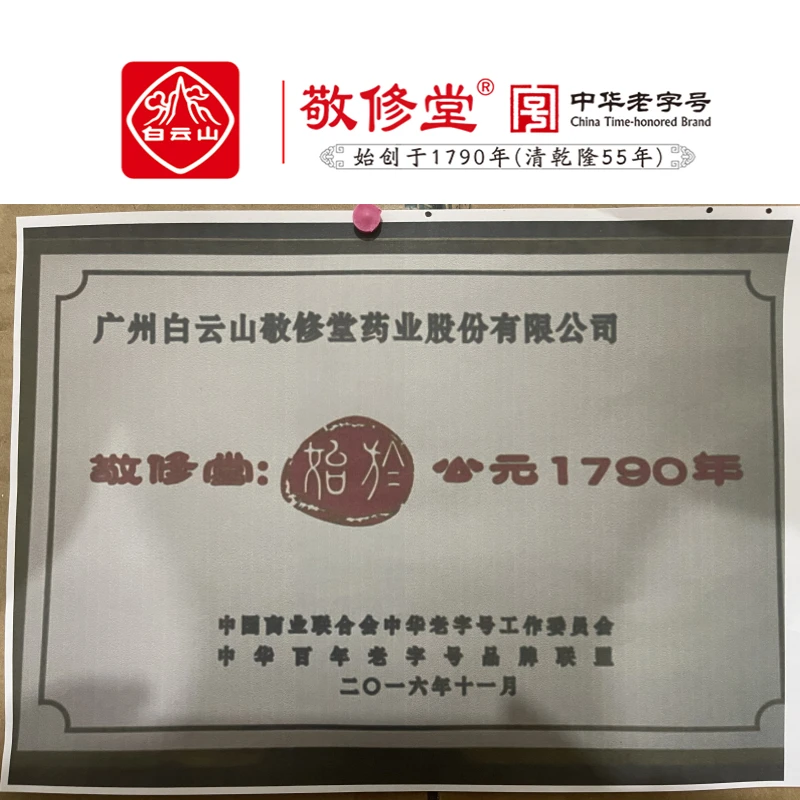 白云山
敬修堂®
中华老字号
China Time-honored Brand
始创于1790年(清乾隆55年)
广州白云山敬修堂药业股份有限公司
敬修堂:始於公元1790年
中国商业联合会中华老字号工作委员会
中华百年老字号品牌联盟
二〇一六年十一月